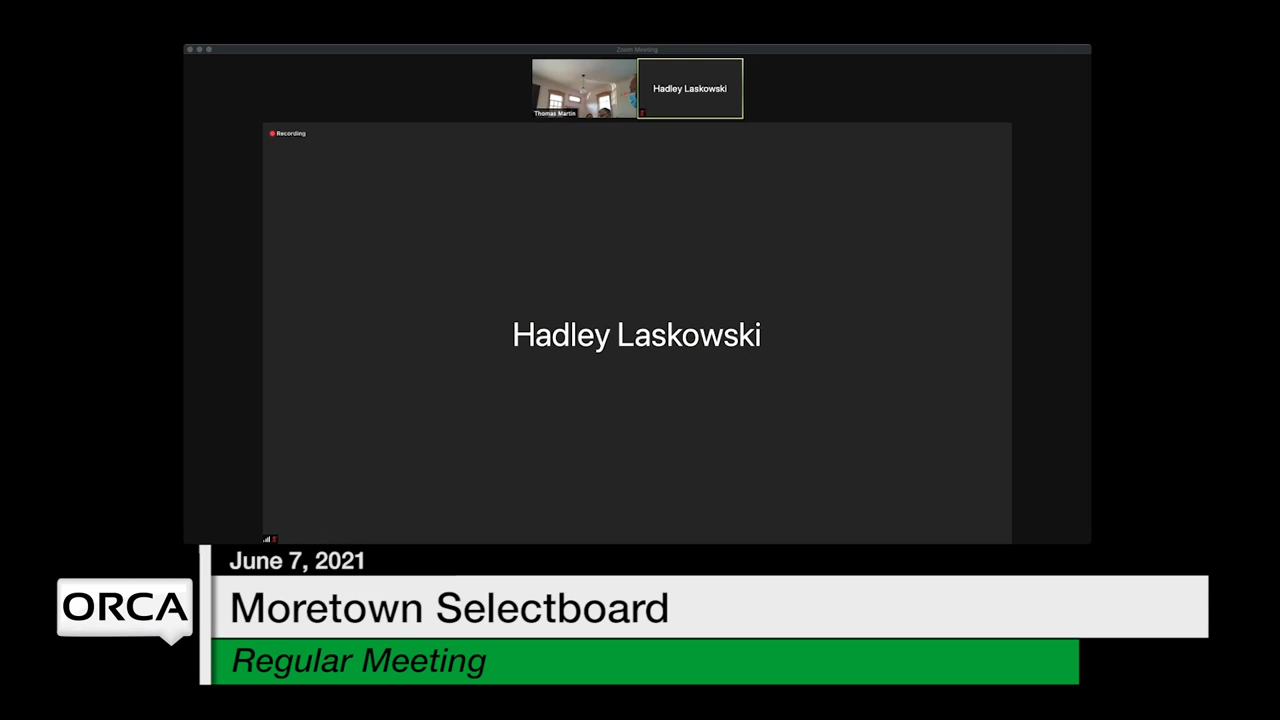 Zoom Meeting
Thomas Martin
Hadley Laskowski
Recording
Hadley Laskowski
June 7, 2021
ORCA
Moretown Selectboard
Regular Meeting